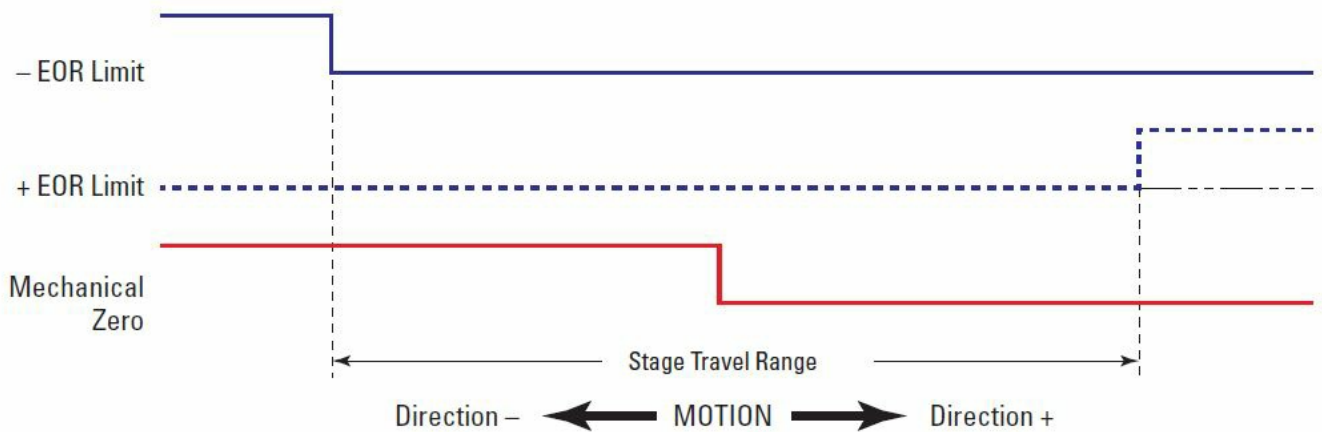 – EOR Limit
+ EOR Limit
Mechanical
Zero
Stage Travel Range
Direction – MOTION Direction +